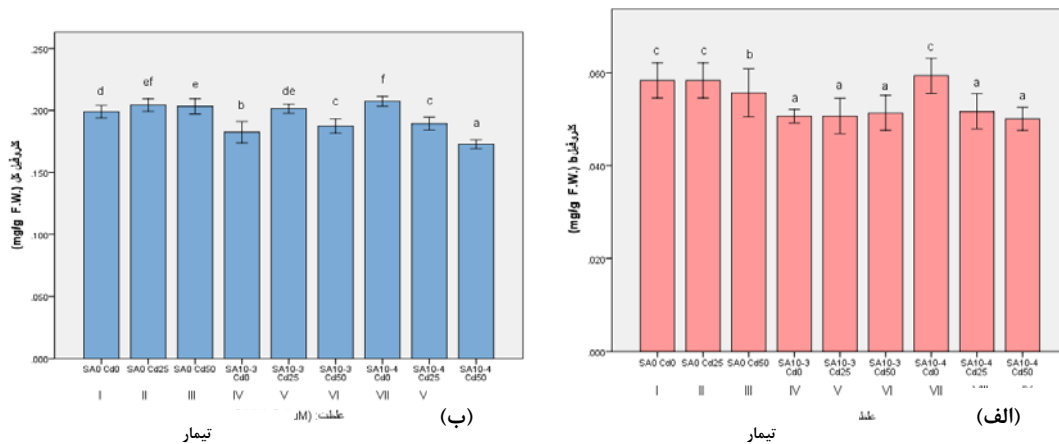 .250
.200
.150
.100
.050
.000
کلروفیل کل (mg/g F.W.)
d
ef
e
b
de
c
f
c
a
SA0 Cd0
SA0 Cd25
SA0 Cd50
SA10-3 Cd0
SA10-3 Cd25
SA10-3 Cd50
SA10-4 Cd0
SA10-4 Cd25
SA10-4 Cd50
I
II
III
IV
V
VI
VII
V
تیمار
(ب)
.060
.040
.020
.000
کلروفیل b (mg/g F.W.)
c
c
b
a
a
a
c
a
a
SA0 Cd0
SA0 Cd25
SA0 Cd50
SA10-3 Cd0
SA10-3 Cd25
SA10-3 Cd50
SA10-4 Cd0
SA10-4 Cd25
SA10-4 Cd50
I
II
III
IV
V
VI
VII
تیمار
(الف)